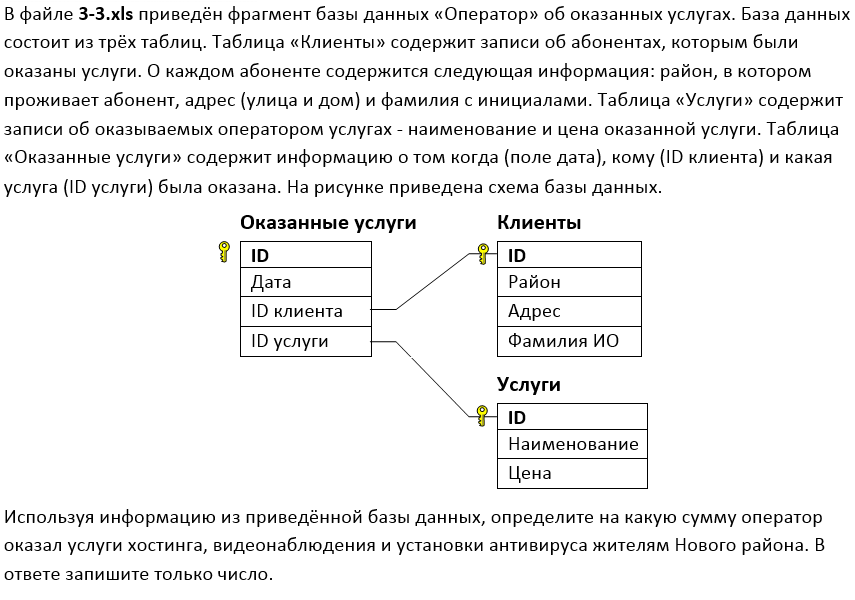 В файле 3-3.xls приведён фрагмент базы данных «Оператор» об оказанных услугах. База данных
состоит из трёх таблиц. Таблица «Клиенты» содержит записи об абонентах, которым были
оказаны услуги. О каждом абоненте содержится следующая информация: район, в котором
проживает абонент, адрес (улица и дом) и фамилия с инициалами. Таблица «Услуги» содержит
записи об оказываемых оператором услугах - наименование и цена оказанной услуги. Таблица
«Оказанные услуги» содержит информацию о том когда (поле дата), кому (ID клиента) и какая
услуга (ID услуги) была оказана. На рисунке приведена схема базы данных.
Оказанные услуги
ID
Дата
ID клиента
ID услуги
Клиенты
ID
Район
Адрес
Фамилия ИО
Услуги
ID
Наименование
Цена
Используя информацию из приведённой базы данных, определите на какую сумму оператор
оказал услуги хостинга, видеонаблюдения и установки антивируса жителям Нового района. В
ответе запишите только число.